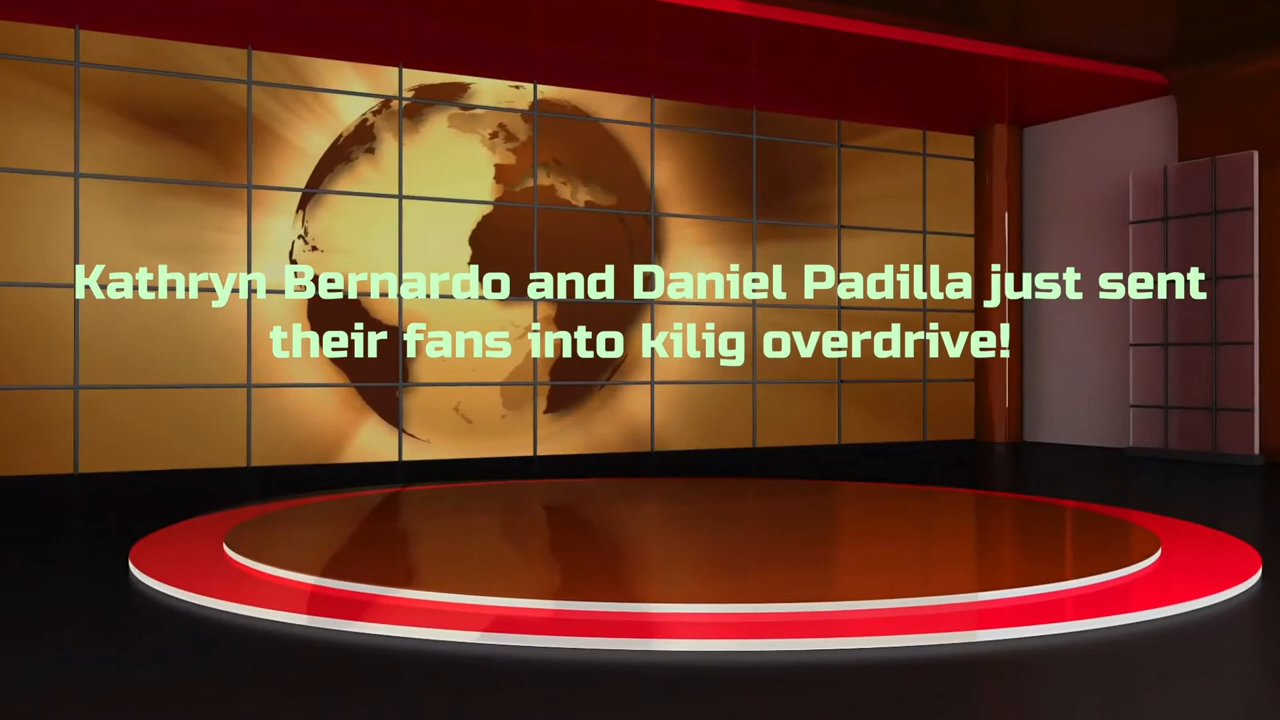 Kathryn Bernardo and Daniel Padilla just sent
their fans into kilig overdrive!